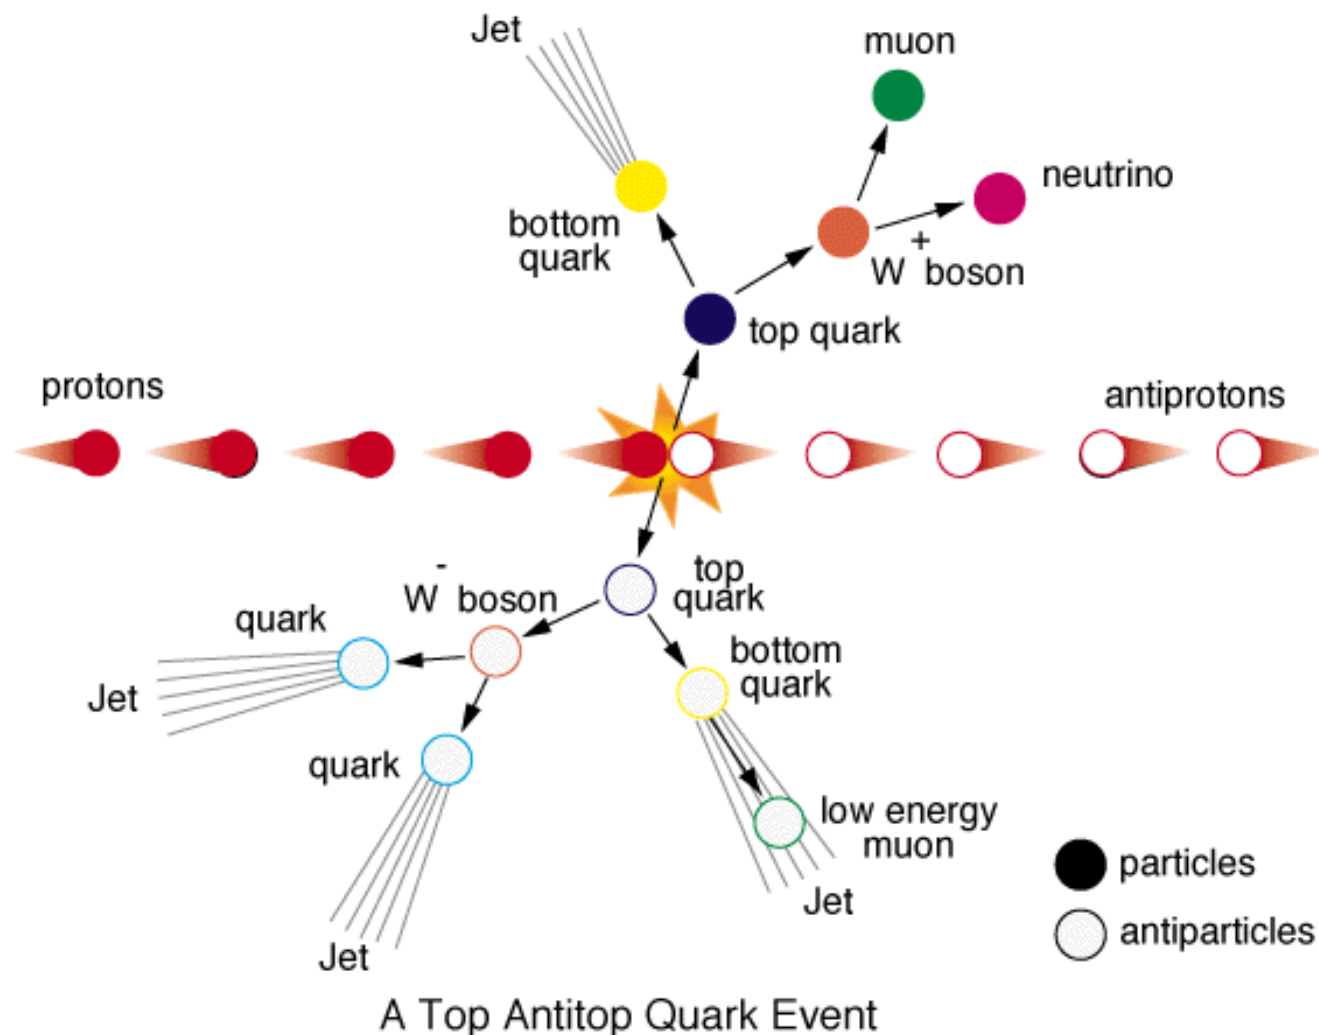 Jet
muon
neutrino
bottom
quark
+
W boson
top quark
protons
antiprotons
top
quark
-
W boson
quark
bottom
quark
Jet
quark
low energy
muon
particles
Jet
antiparticles
Jet
A Top Antitop Quark Event